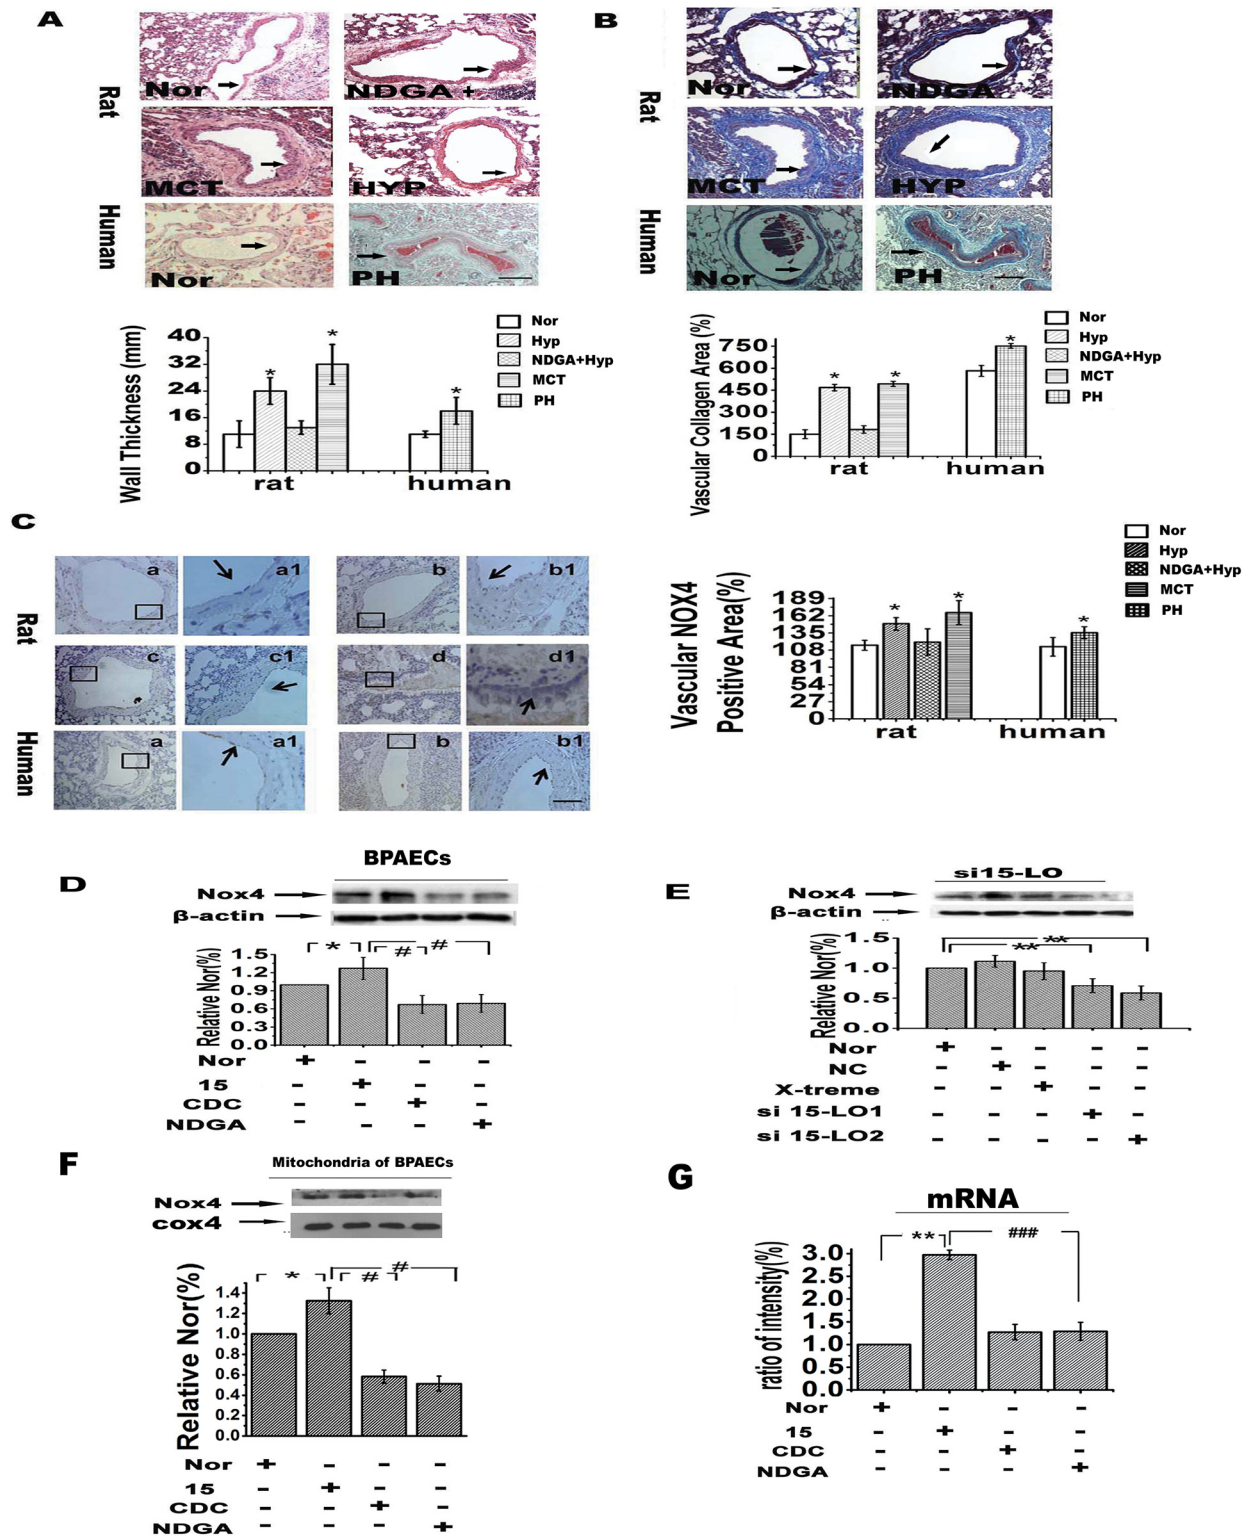 A
Rat
Nor
NDGA +
MCT
HYP
Human
Nor
PH
Wall Thickness (mm)
40
32
24
16
8
0
*
*
*
rat
human
Nor
Hyp
NDGA+Hyp
MCT
PH
B
Rat
Nor
NDGA
MCT
HYP
Human
Nor
PH
Vascular Collagen Area (%)
750
600
450
300
150
0
*
*
*
rat
human
Nor
Hyp
NDGA+Hyp
MCT
PH
C
Rat
a
a1
b
b1
c
c1
d
d1
Human
a
a1
b
b1
Vascular NOX4
Positive Area(%)
189
162
135
108
81
54
27
0
*
*
*
rat
human
Nor
Hyp
NDGA+Hyp
MCT
PH
D
BPAECs
Nox4
β-actin
Relative Nor(%)
1.5
1.2
0.9
0.6
0.3
0.0
* # #
Nor + - - -
15 - + - -
CDC - - + -
NDGA - - - +
E
si15-LO
Nox4
β-actin
Relative Nor(%)
1.5
1.0
0.5
0.0
**
**
Nor + - - - -
NC - + - - -
X-treme - - + - -
si 15-LO1 - - - + -
si 15-LO2 - - - - +
F
Mitochondria of BPAECs
Nox4
cox4
Relative Nor(%)
1.4
1.2
1.0
0.8
0.6
0.4
0.2
0.0
* # #
Nor + - - -
15 - + - -
CDC - - + -
NDGA - - - +
G
mRNA
ratio of intensity(%)
3.0
2.5
2.0
1.5
1.0
0.5
0.0
** ###
Nor + - - -
15 - + - -
CDC - - + -
NDGA - - - +